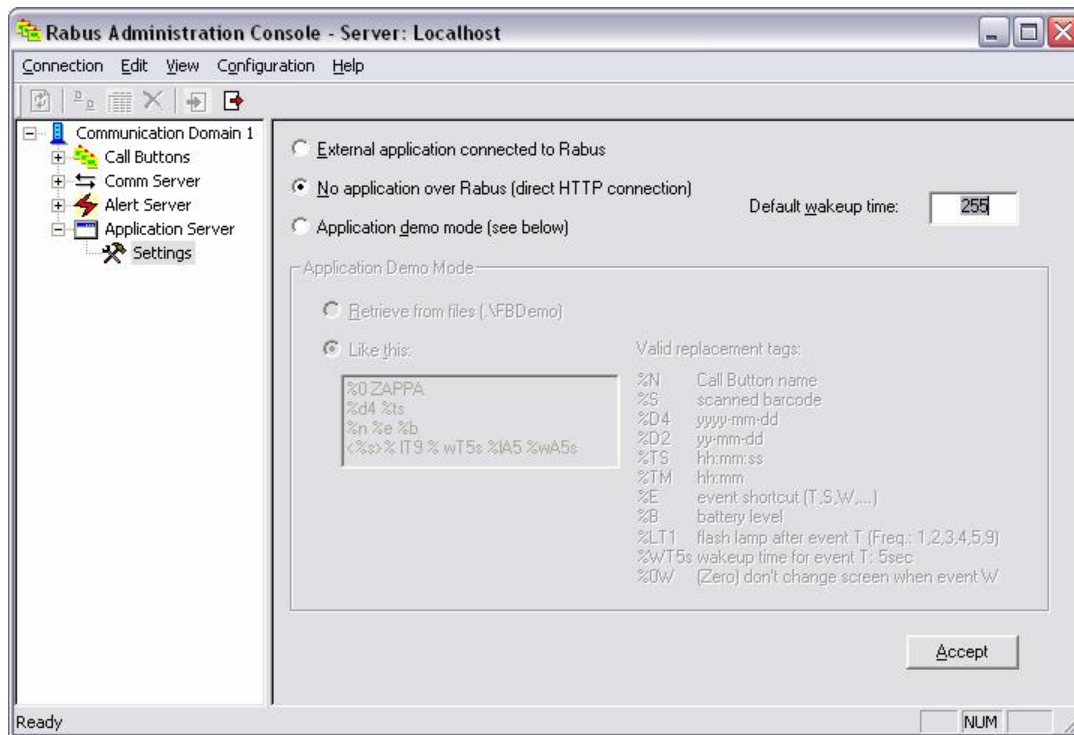 Rabus Administration Console - Server: Localhost
Connection Edit View Configuration Help
Communication Domain 1
Call Buttons
Comm Server
Alert Server
Application Server
Settings
External application connected to Rabus
No application over Rabus (direct HTTP connection)
Default wakeup time: 255
Application demo mode (see below)
Application Demo Mode
Retrieve from files (.\FBDemo)
Like this:
%0 ZAPPA
%d4 %ts
%n %e %b
<%s>% lT9 % wT5s %lA5 %wA5s
Valid replacement tags:
%N Call Button name
%S scanned barcode
%D4 yyyy-mm-dd
%D2 yy-mm-dd
%TS hh:mm:ss
%TM hh:mm
%E event shortcut (T,S,W,...)
%B battery level
%LT1 flash lamp after event T (Freq.: 1,2,3,4,5,9)
%WT5s wakeup time for event T: 5sec
%0W (Zero) don't change screen when event W
Accept
Ready
NUM